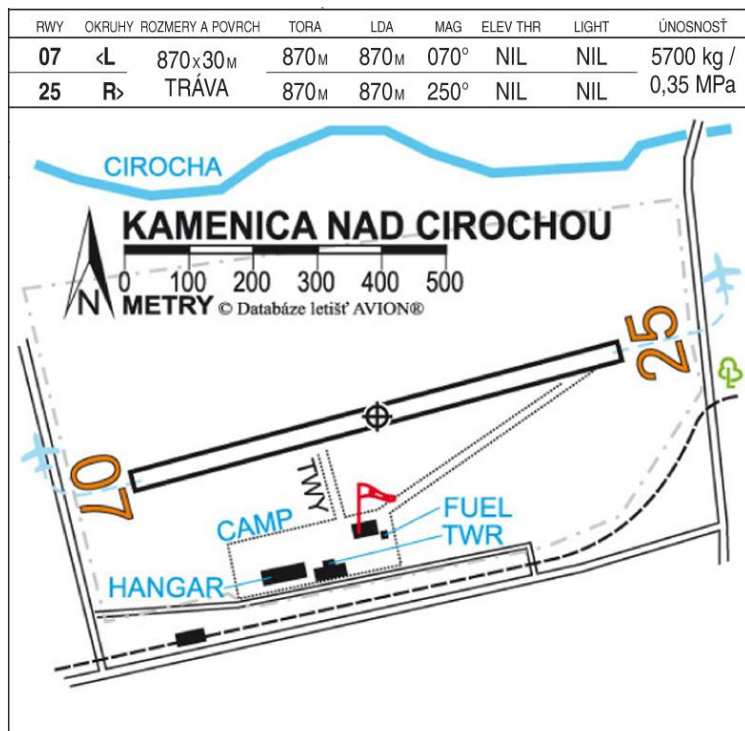 RWY OKRUHY ROZMERY A POVRCH TORA LDA MAG ELEV THR LIGHT ÚNOSNOSŤ
07 <L 870x30M 870M 870M 070° NIL NIL 5700 kg /
25 R> TRÁVA 870M 870M 250° NIL NIL 0,35 MPa
CIROCHA
KAMENICA NAD CIROCHOU
0 100 200 300 400 500
N METRY © Databáze letišť AVION®
25
07
TWY
CAMP
FUEL
TWR
HANGAR